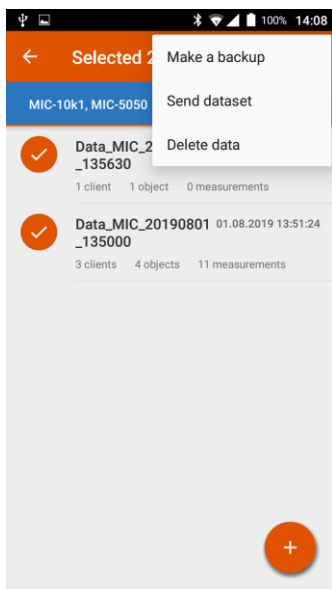 100% 14:08
Selected 2
Make a backup
MIC-10k1, MIC-5050
Send dataset
Delete data
Data_MIC_2
_135630
1 client 1 object 0 measurements
Data_MIC_20190801 01.08.2019 13:51:24
_135000
3 clients 4 objects 11 measurements